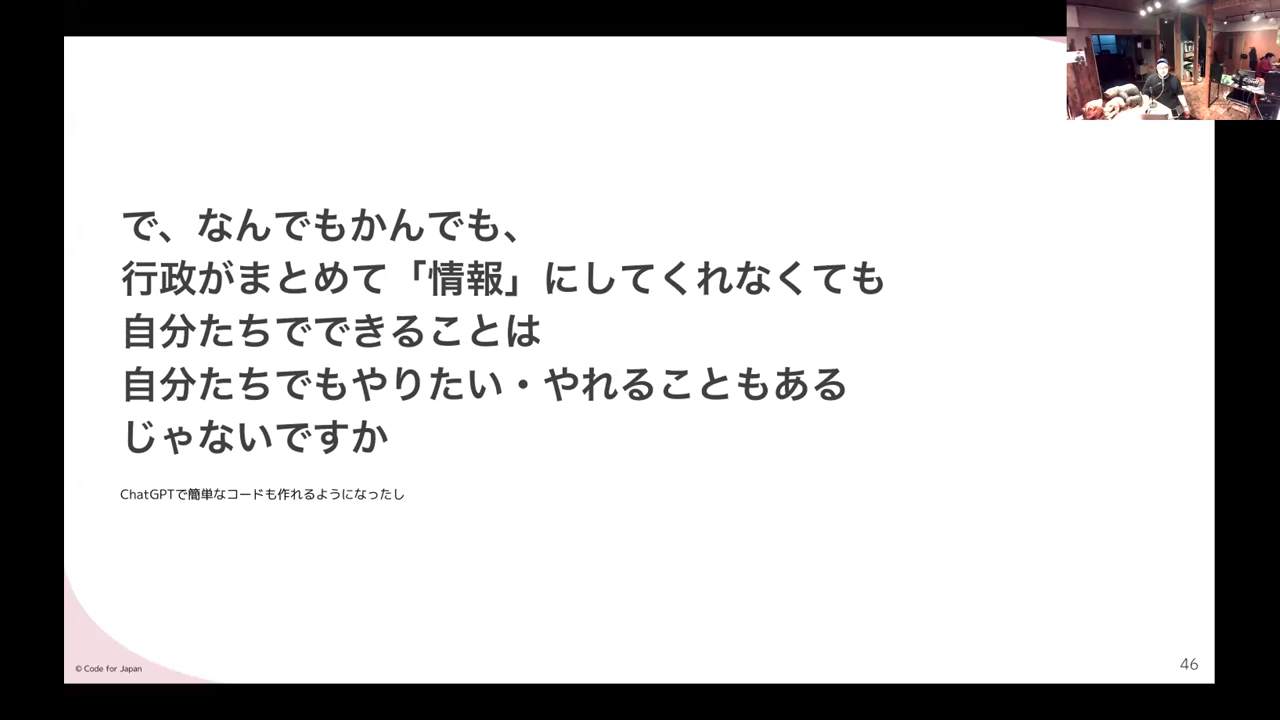 で、なんでもかんでも、
行政がまとめて「情報」にしてくれなくても
自分たちでできることは
自分たちでもやりたい・やれることもある
じゃないですか
ChatGPTで簡単なコードも作れるようになったし
© Code for Japan
46